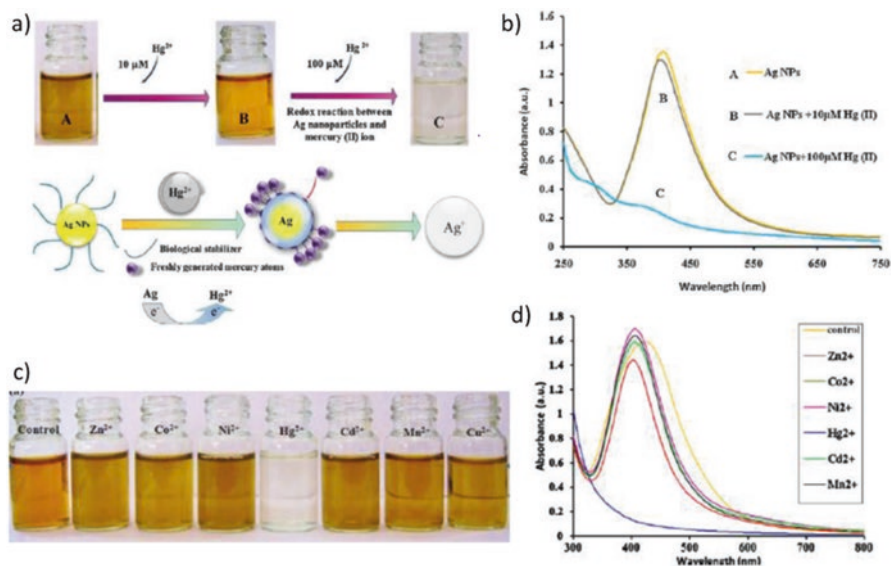 a)
Hg2+
10 µM
Hg 2+
100 µM
A
B
C
Redox reaction between
Ag nanoparticles and
mercury (II) ion
Hg2+
Ag NPs
Ag
Ag+
Biological stabilizer
Freshly generated mercury atoms
Ag
Hg2+
e-
e-
b)
Absorbance (a.u.)
1.6
1.4
1.2
1
0.8
0.6
0.4
0.2
0
250
350
450
550
650
750
Wavelength (nm)
B
C
A Ag NPs
B Ag NPs +10µM Hg (II)
C Ag NPs+100µM Hg (II)
c)
Control
Zn2+
Co2+
Ni2+
Hg2+
Cd2+
Mn2+
Cu2+
d)
Absorbance (a.u.)
1.8
1.6
1.4
1.2
1
0.8
0.6
0.4
0.2
0
300
400
500
600
700
800
Wavelength (nm)
control
Zn2+
Co2+
Ni2+
Hg2+
Cd2+
Mn2+